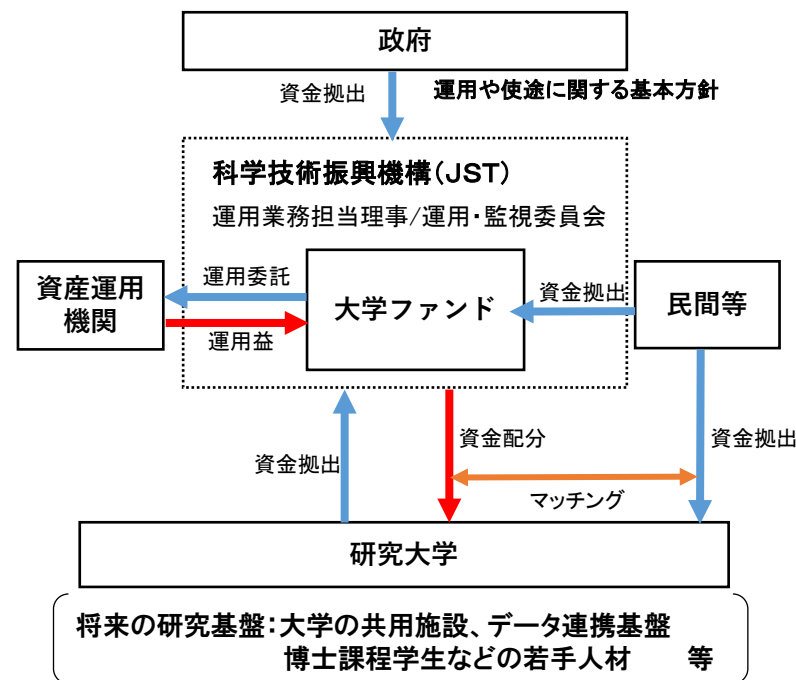 政府
資金拠出
運用や使途に関する基本方針
科学技術振興機構(JST)
運用業務担当理事/運用・監視委員会
資産運用
機関
運用委託
運用益
大学ファンド
資金拠出
民間等
資金拠出
資金配分
資金拠出
マッチング
研究大学
将来の研究基盤:大学の共用施設、データ連携基盤
博士課程学生などの若手人材 等